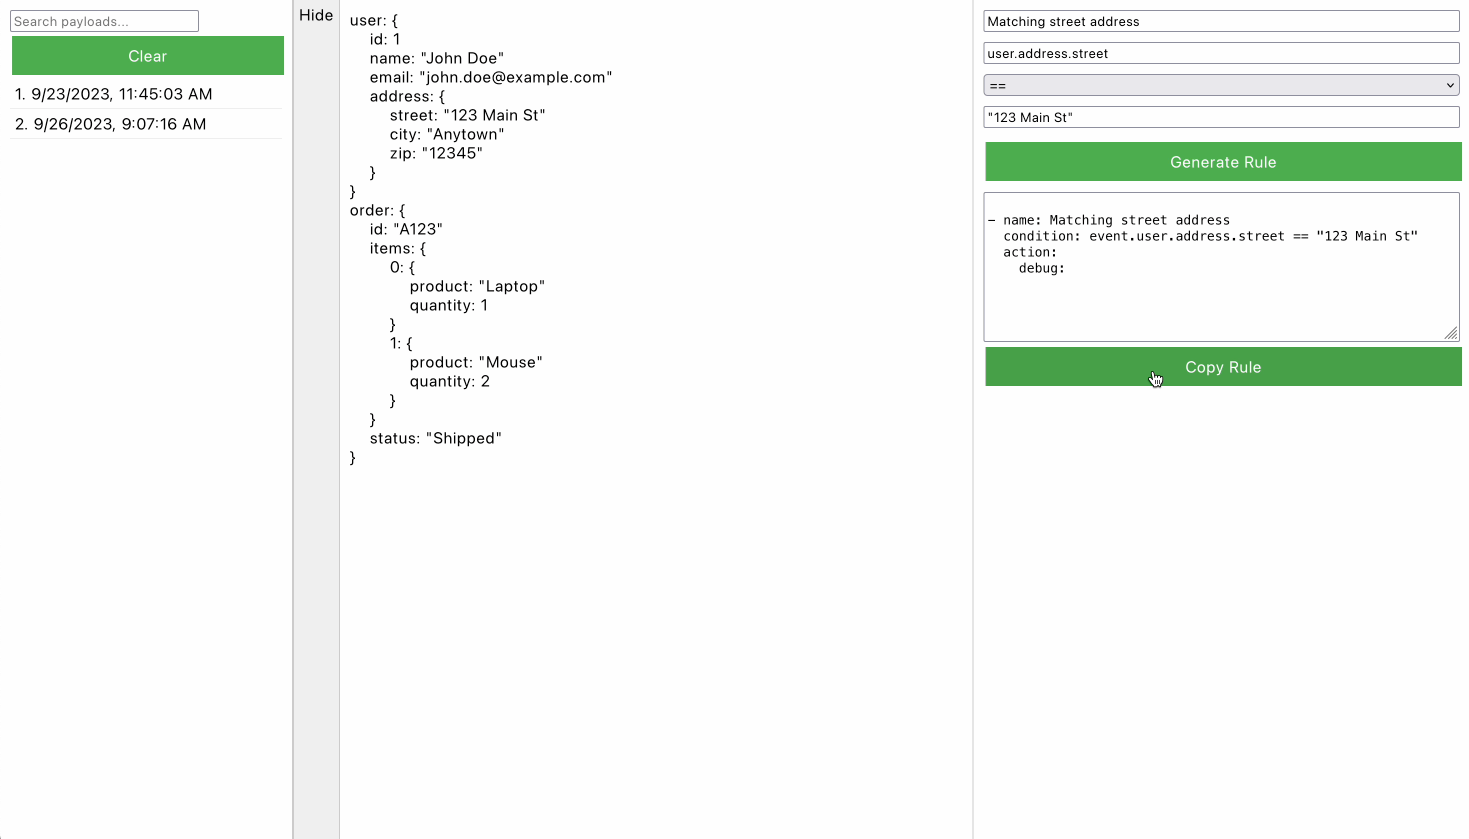 Search payloads...
Clear
1. 9/23/2023, 11:45:03 AM
2. 9/26/2023, 9:07:16 AM
Hide
user: {
id: 1
name: "John Doe"
email: "john.doe@example.com"
address: {
street: "123 Main St"
city: "Anytown"
zip: "12345"
}
}
order: {
id: "A123"
items: {
0: {
product: "Laptop"
quantity: 1
}
1: {
product: "Mouse"
quantity: 2
}
}
status: "Shipped"
}
Matching street address
user.address.street
==
"123 Main St"
Generate Rule
- name: Matching street address
condition: event.user.address.street == "123 Main St"
action:
debug:
Copy Rule